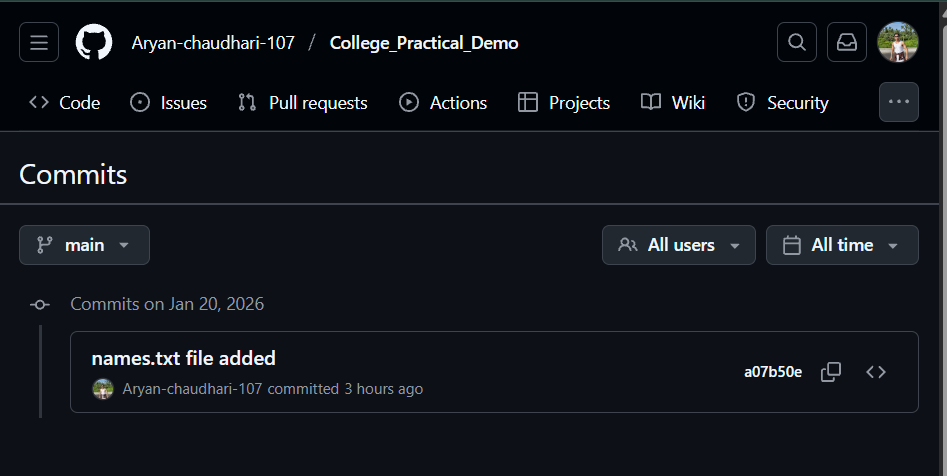 Aryan-chaudhari-107 / College_Practical_Demo
Code Issues Pull requests Actions Projects Wiki Security
Commits
main All users All time
Commits on Jan 20, 2026
names.txt file added
a07b50e
Aryan-chaudhari-107 committed 3 hours ago